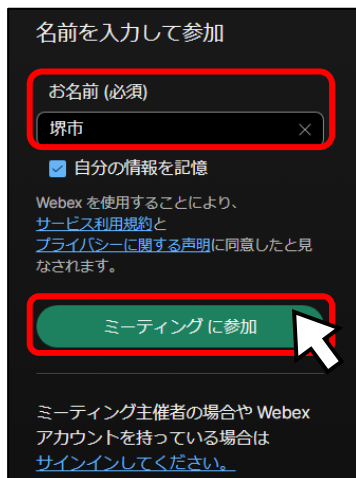 名前を入力して参加
お名前 (必須)
堺市
自分の情報を記憶
Webex を使用することにより、
サービス利用規約と
プライバシーに関する声明に同意したと見
なされます。
ミーティング に参加
ミーティング主催者の場合や Webex
アカウントを持っている場合は
サインインしてください。